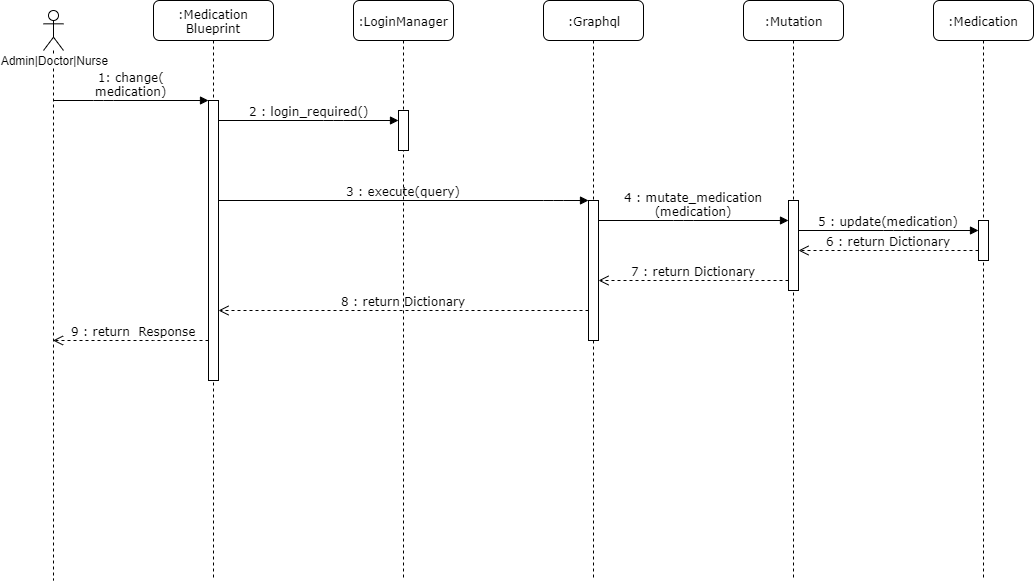 :Medication
Blueprint
:LoginManager
:Graphql
:Mutation
:Medication
Admin|Doctor|Nurse
1: change(
medication)
2 : login_required()
3 : execute(query)
4 : mutate_medication
(medication)
5 : update(medication)
6 : return Dictionary
7 : return Dictionary
8 : return Dictionary
9 : return  Response